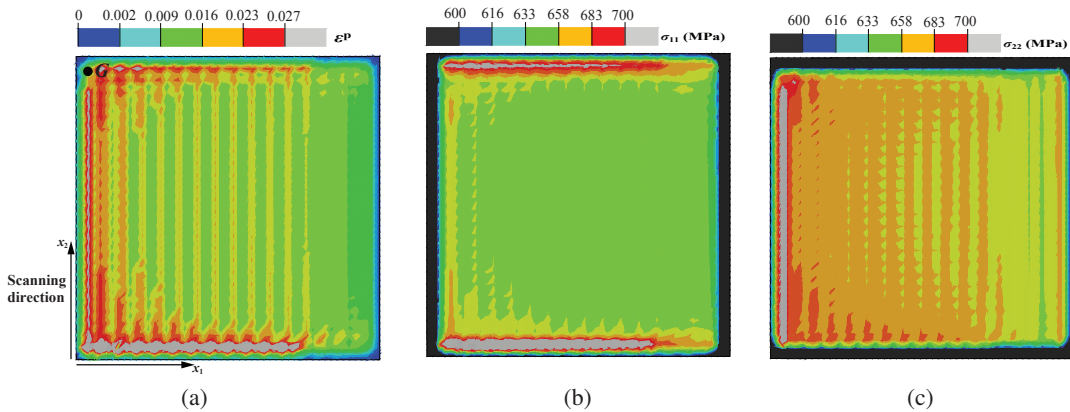 0 0.002 0.009 0.016 0.023 0.027
εᵖ
600 616 633 658 683 700
σ₁₁ (MPa)
600 616 633 658 683 700
σ₂₂ (MPa)
G
x₂
Scanning
direction
x₁
(a) (b) (c)